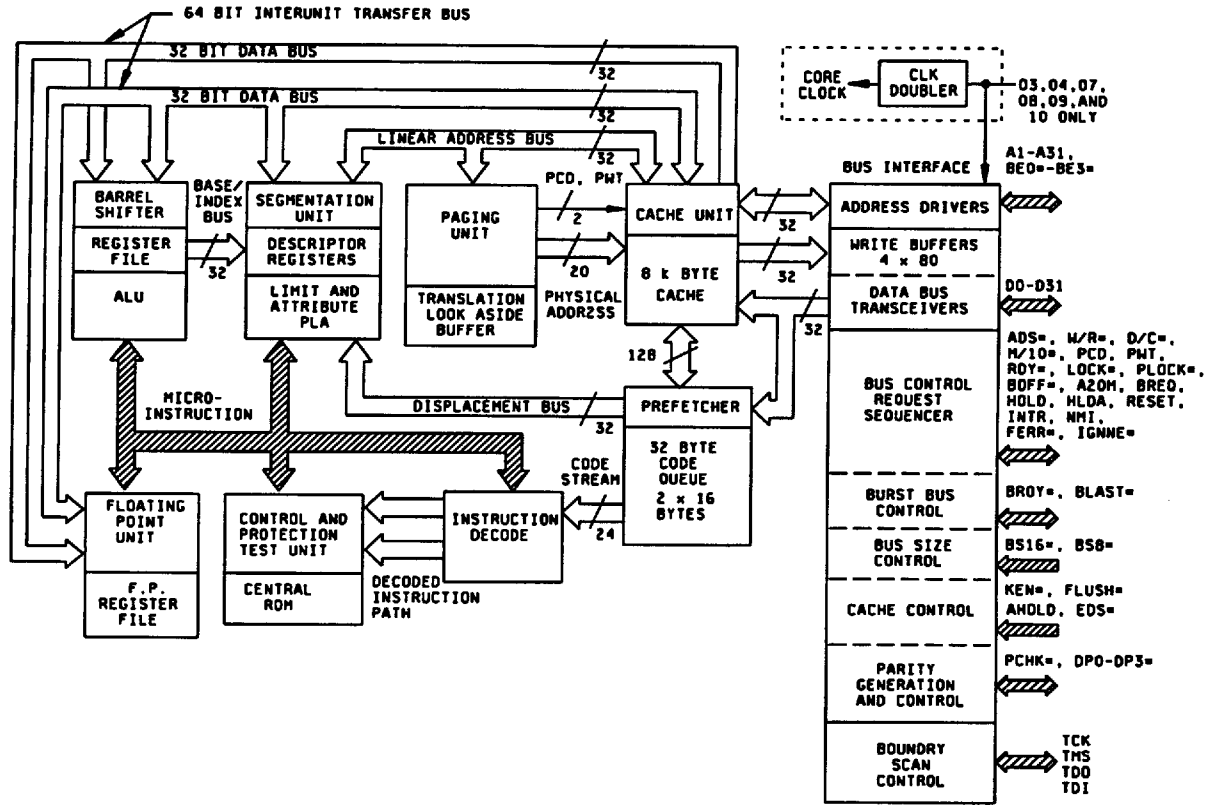 64 BIT INTERUNIT TRANSFER BUS
32 BIT DATA BUS
32
32 BIT DATA BUS
32
LINEAR ADDRESS BUS
32
CORE
CLOCK
CLK
DOUBLER
03,04,07,
08,09,AND
10 ONLY
BARREL
SHIFTER
REGISTER
FILE
ALU
BASE/
INDEX
BUS
32
SEGMENTATION
UNIT
DESCRIPTOR
REGISTERS
LIMIT AND
ATTRIBUTE
PLA
PAGING
UNIT
TRANSLATION
LOOK ASIDE
BUFFER
PCD, PWT
2
20
PHYSICAL
ADDR2SS
CACHE UNIT
8 k BYTE
CACHE
32
32
32
128
BUS INTERFACE
ADDRESS DRIVERS
WRITE BUFFERS
4 x 80
DATA BUS
TRANSCEIVERS
BUS CONTROL
REQUEST
SEQUENCER
BURST BUS
CONTROL
BUS SIZE
CONTROL
CACHE CONTROL
PARITY
GENERATION
AND CONTROL
BOUNDRY
SCAN
CONTROL
A1-A31,
BE0=-BE3=
D0-D31
ADS=, W/R=, D/C=,
M/IO=, PCD, PWT,
RDY=, LOCK=, PLOCK=,
BOFF=, A20M, BREQ,
HOLD, HLDA, RESET,
INTR, NMI,
FERR=, IGNNE=
BRDY=, BLAST=
BS16=, BS8=
KEN=, FLUSH=
AHOLD, EDS=
PCHK=, DP0-DP3=
TCK
TMS
TDO
TDI
MICRO-
INSTRUCTION
DISPLACEMENT BUS
32
PREFETCHER
32 BYTE
CODE
QUEUE
2 x 16
BYTES
CODE
STREAM
24
FLOATING
POINT
UNIT
F.P.
REGISTER
FILE
CONTROL AND
PROTECTION
TEST UNIT
CENTRAL
ROM
INSTRUCTION
DECODE
DECODED
INSTRUCTION
PATH